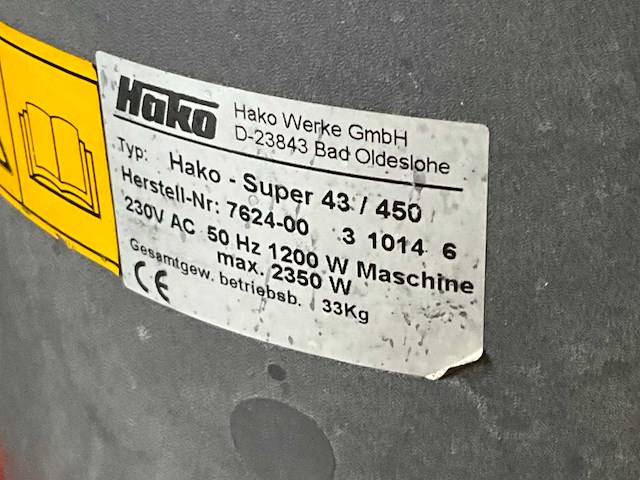 Hako
Hako Werke GmbH
D-23843 Bad Oldeslohe
Typ: Hako - Super 43 / 450
Herstell-Nr: 7624-00 3 1014 6
230V AC 50 Hz 1200 W Maschine
max. 2350 W
Gesamtgew. betriebsb. 33Kg
CE